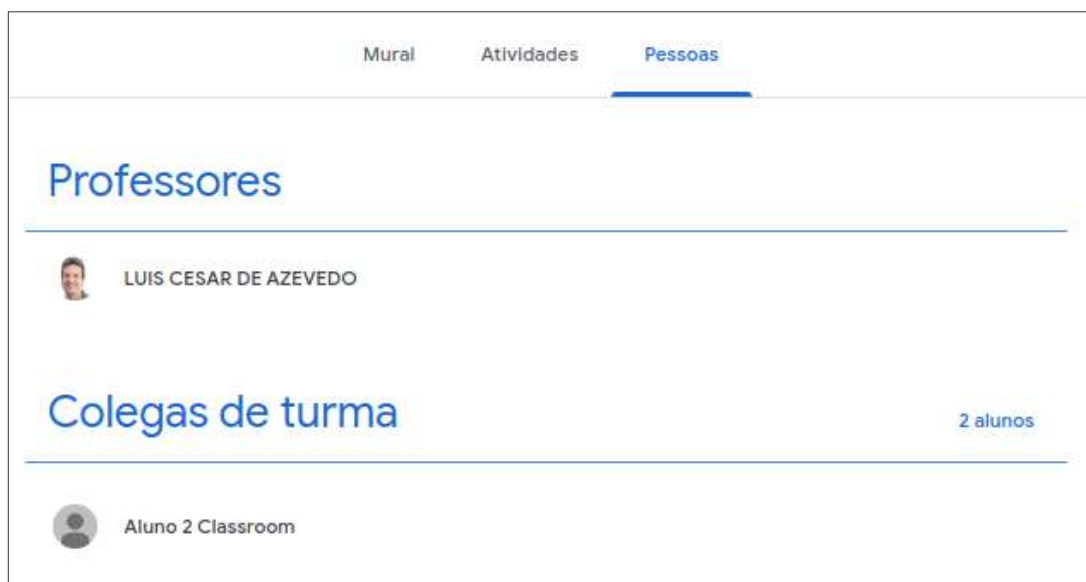 Mural Atividades Pessoas
Professores
LUIS CESAR DE AZEVEDO
Colegas de turma 2 alunos
Aluno 2 Classroom